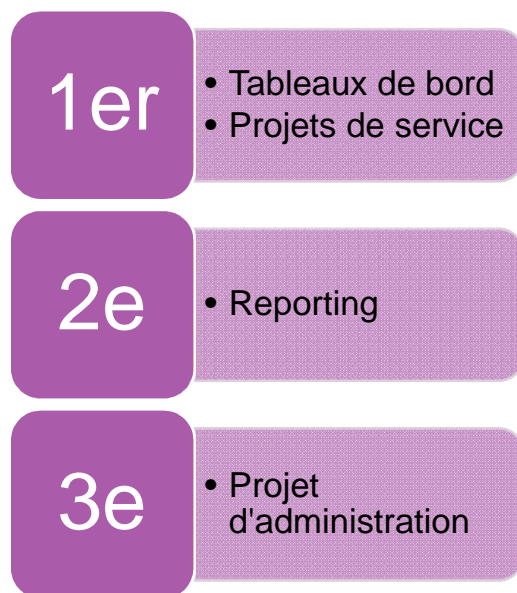 1er
• Tableaux de bord
• Projets de service
2e
• Reporting
3e
• Projet
d'administration